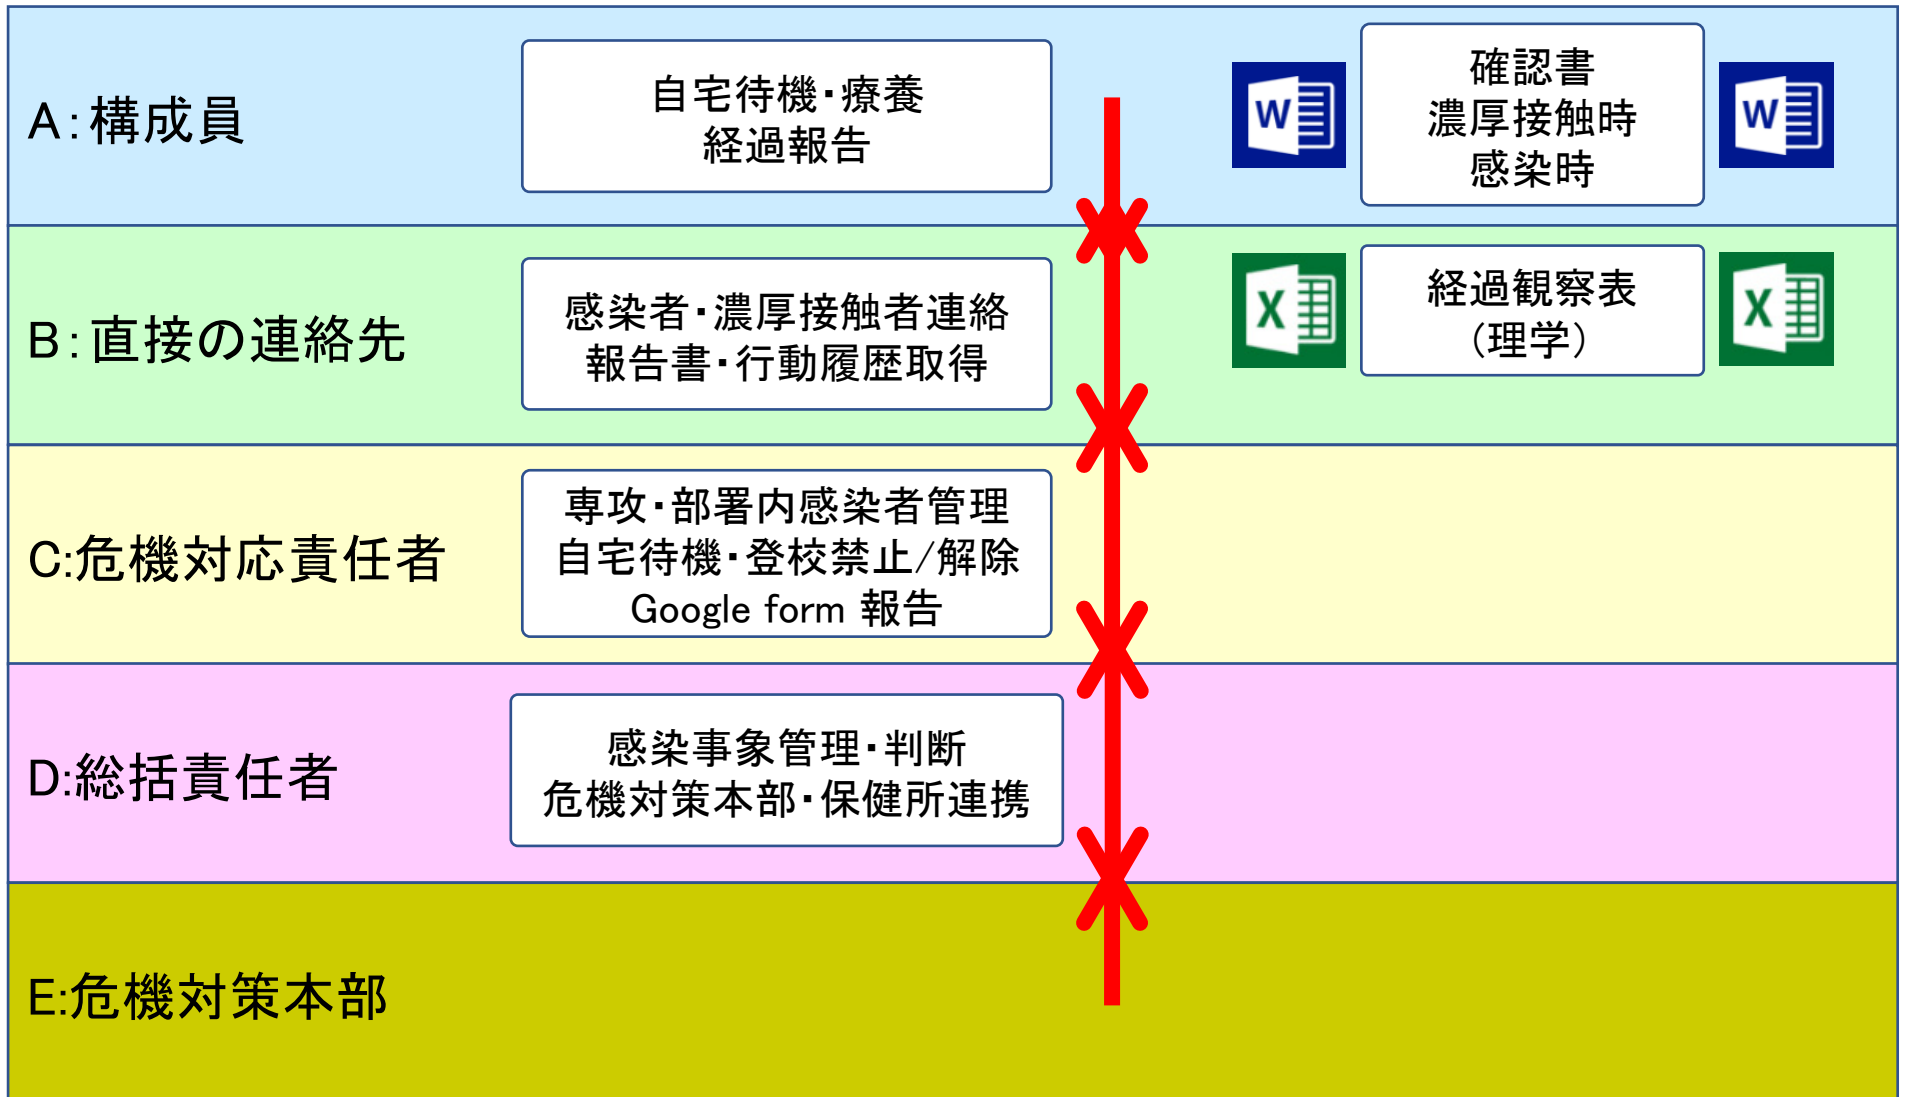 A:構成員
自宅待機・療養
経過報告
W
確認書
濃厚接触時
感染時
W
B:直接の連絡先
感染者・濃厚接触者連絡
報告書・行動履歴取得
X
経過観察表
(理学)
X
C:危機対応責任者
専攻・部署内感染者管理
自宅待機・登校禁止/解除
Google form 報告
D:総括責任者
感染事象管理・判断
危機対策本部・保健所連携
E:危機対策本部